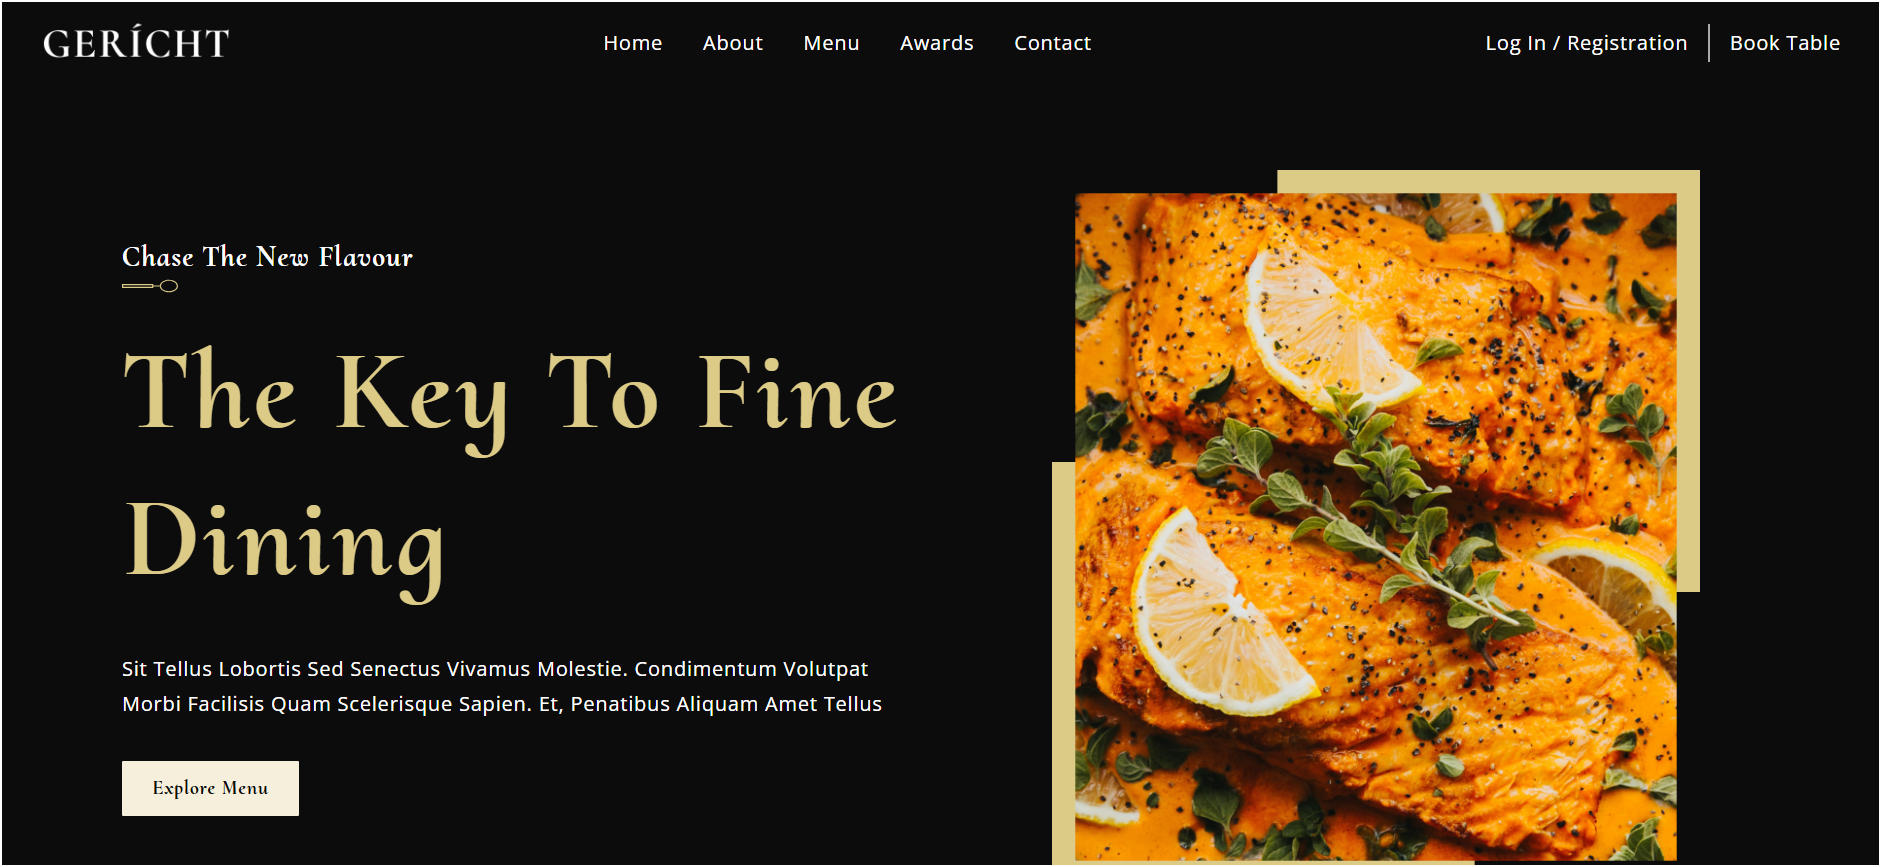 GERÍCHT
Home About Menu Awards Contact
Log In / Registration Book Table
Chase The New Flavour
The Key To Fine
Dining
Sit Tellus Lobortis Sed Senectus Vivamus Molestie. Condimentum Volutpat
Morbi Facilisis Quam Scelerisque Sapien. Et, Penatibus Aliquam Amet Tellus
Explore Menu